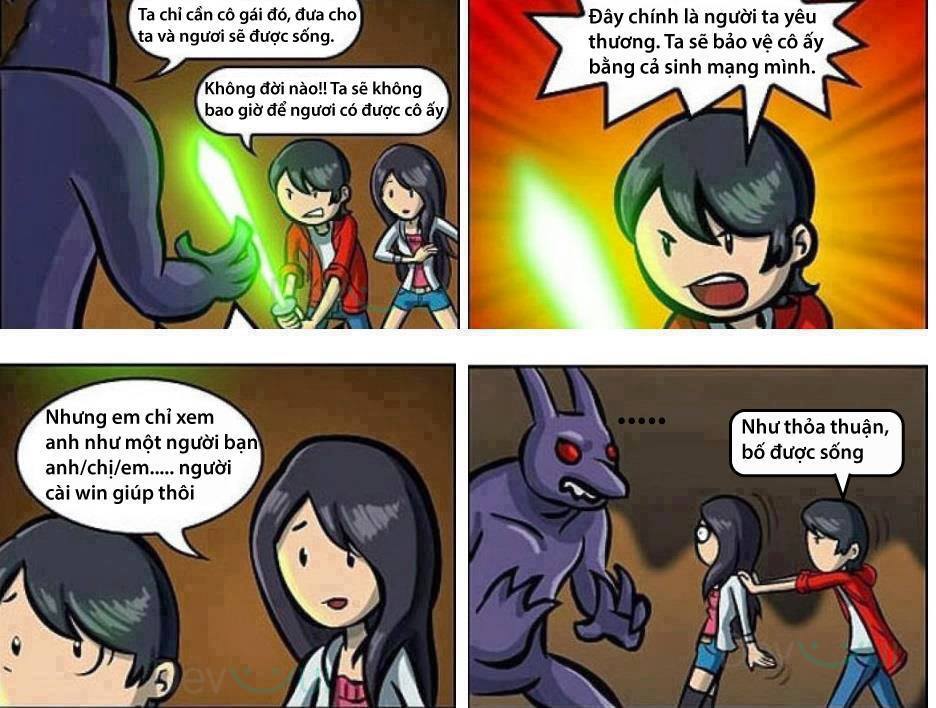 Ta chỉ cần cô gái đó, đưa cho
ta và ngươi sẽ được sống.
Không đời nào!! Ta sẽ không
bao giờ để ngươi có được cô ấy
Đây chính là người ta yêu
thương. Ta sẽ bảo vệ cô ấy
bằng cả sinh mạng mình.
Nhưng em chỉ xem
anh như một người bạn
anh/chị/em..... người
cài win giúp thôi
.....
Như thỏa thuận,
bố được sống